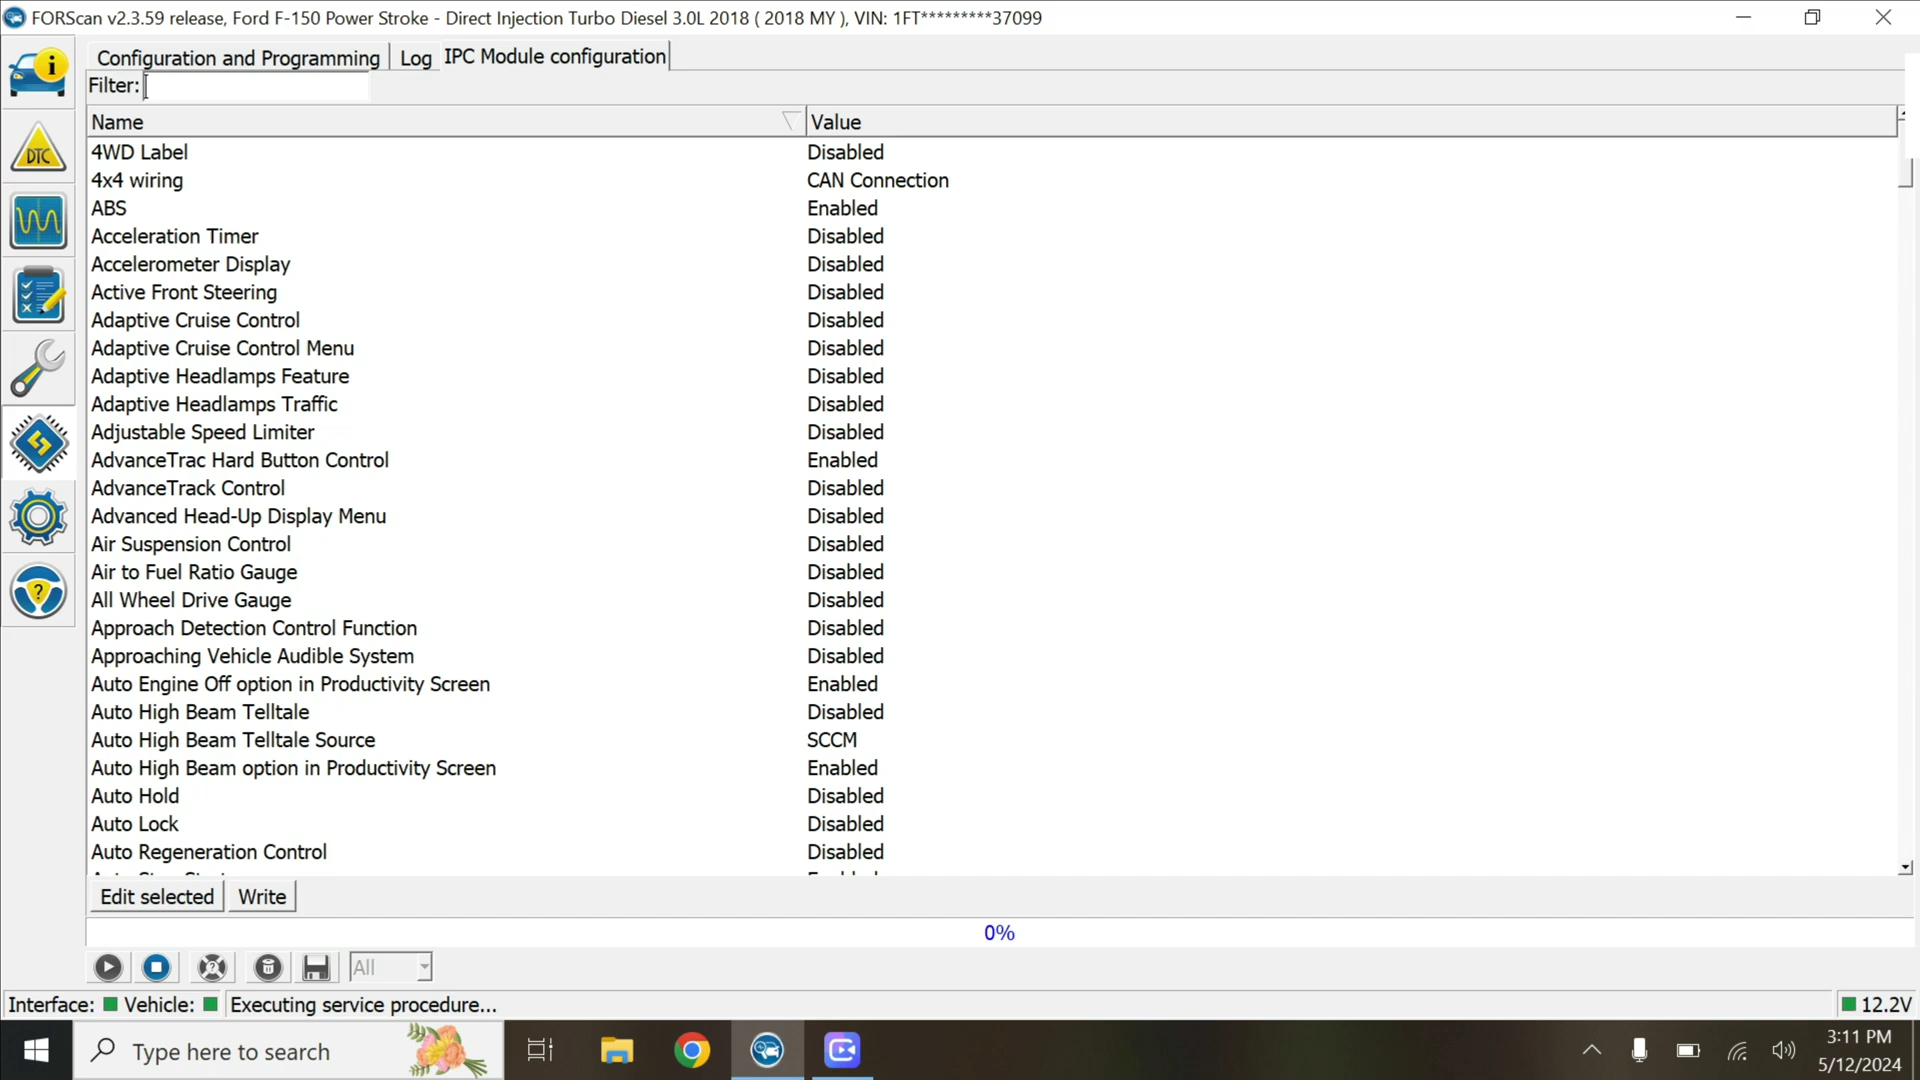 FORScan v2.3.59 release, Ford F-150 Power Stroke - Direct Injection Turbo Diesel 3.0L 2018 ( 2018 MY ), VIN: 1FT*********37099
Configuration and Programming Log IPC Module configuration
Filter:
Name Value
4WD Label Disabled
4x4 wiring CAN Connection
ABS Enabled
Acceleration Timer Disabled
Accelerometer Display Disabled
Active Front Steering Disabled
Adaptive Cruise Control Disabled
Adaptive Cruise Control Menu Disabled
Adaptive Headlamps Feature Disabled
Adaptive Headlamps Traffic Disabled
Adjustable Speed Limiter Disabled
AdvanceTrac Hard Button Control Enabled
AdvanceTrack Control Disabled
Advanced Head-Up Display Menu Disabled
Air Suspension Control Disabled
Air to Fuel Ratio Gauge Disabled
All Wheel Drive Gauge Disabled
Approach Detection Control Function Disabled
Approaching Vehicle Audible System Disabled
Auto Engine Off option in Productivity Screen Enabled
Auto High Beam Telltale Disabled
Auto High Beam Telltale Source SCCM
Auto High Beam option in Productivity Screen Enabled
Auto Hold Disabled
Auto Lock Disabled
Auto Regeneration Control Disabled
Edit selected Write
0%
All
Interface: Vehicle: Executing service procedure... 12.2V
Type here to search
3:11 PM
5/12/2024
DTC